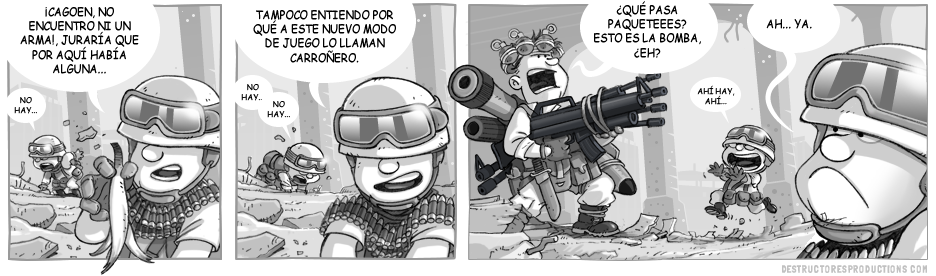 ¡CAGOEN, NO
ENCUENTRO NI UN
ARMA!, JURARÍA QUE
POR AQUÍ HABÍA
ALGUNA...
NO
HAY...
TAMPOCO ENTIENDO POR
QUÉ A ESTE NUEVO MODO
DE JUEGO LO LLAMAN
CARROÑERO.
NO
HAY..
NO
HAY...
¿QUÉ PASA
PAQUETEEES?
ESTO ES LA BOMBA,
¿EH?
AHÍ HAY,
AHÍ...
AH... YA.
DESTRUCTORESPRODUCTIONS.COM